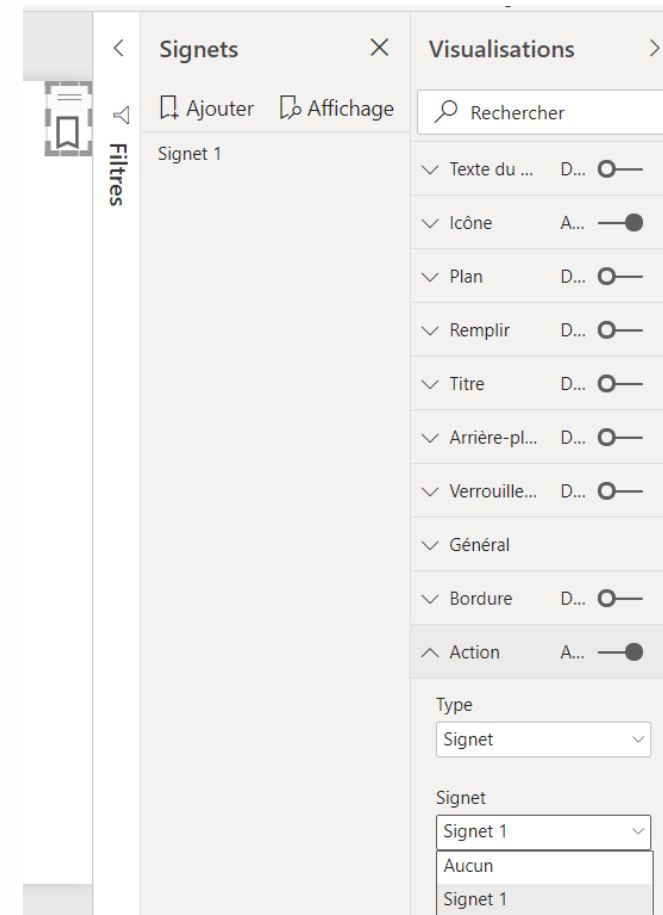 Signets
Ajouter Affichage
Signet 1
Filtres
Visualisations
Rechercher
Texte du ... D...
Icône A...
Plan D...
Remplir D...
Titre D...
Arrière-pl... D...
Verrouille... D...
Général
Bordure D...
Action A...
Type
Signet
Signet
Signet 1
Aucun
Signet 1